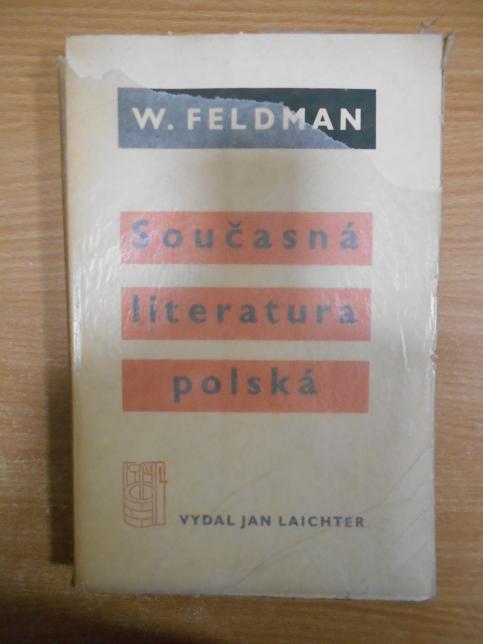 W. FELDMAN
Současná
literatura
polská
VYDAL JAN LAICHTER